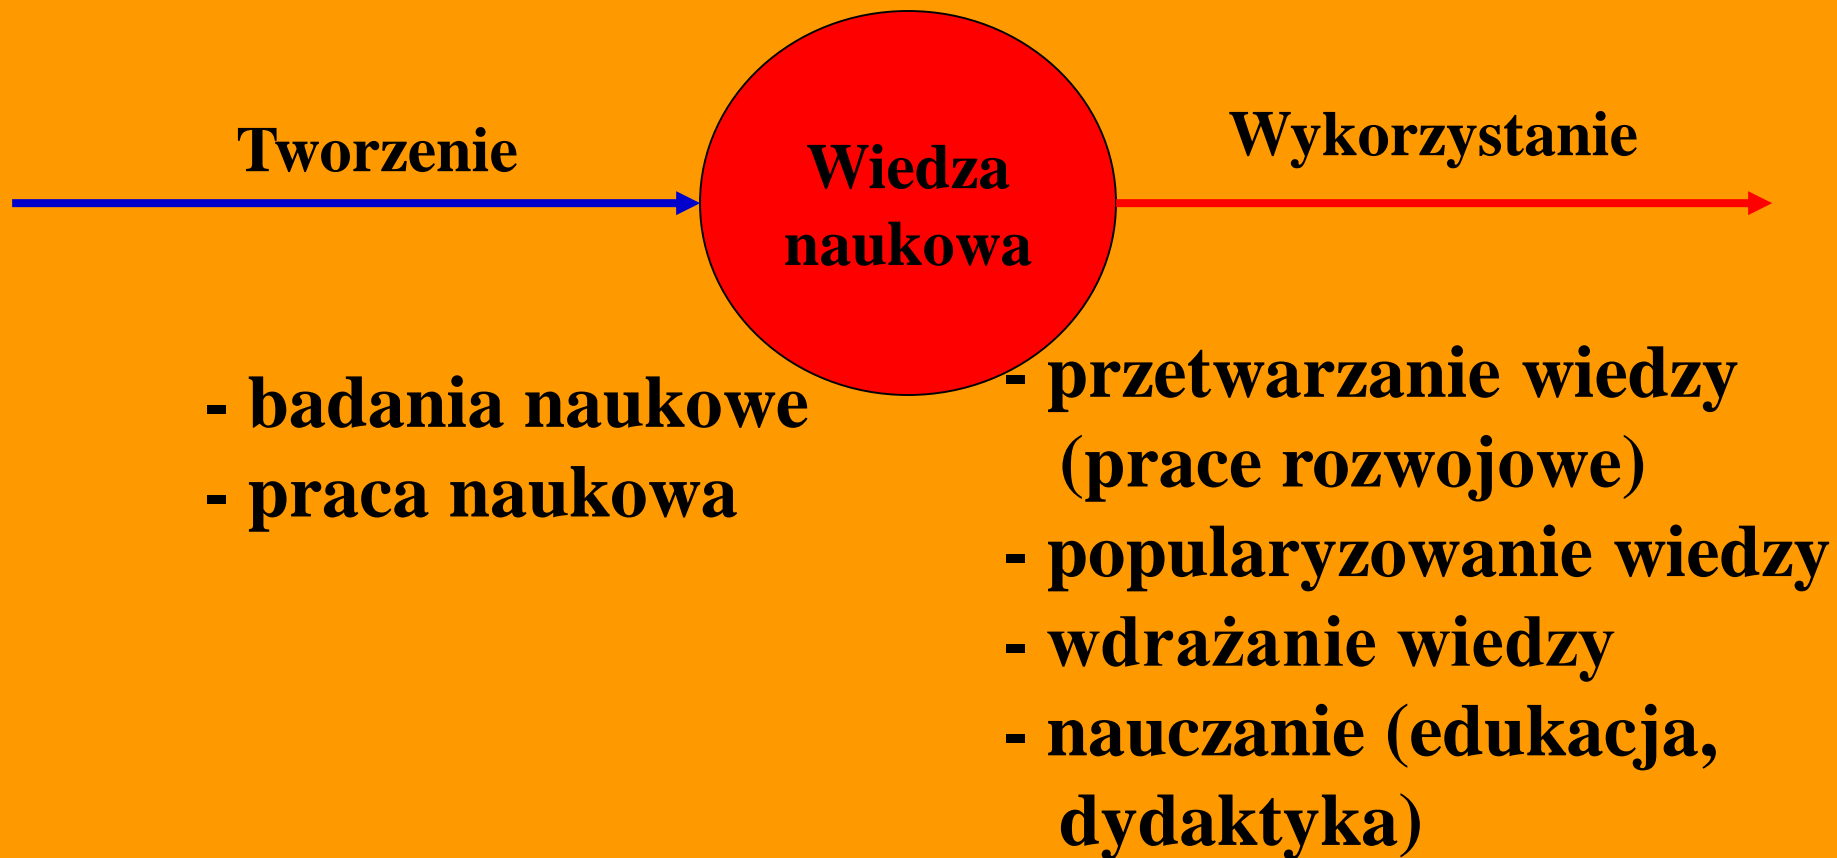 Tworzenie
Wiedza
naukowa
Wykorzystanie
- badania naukowe
- praca naukowa
- przetwarzanie wiedzy
(prace rozwojowe)
- popularyzowanie wiedzy
- wdrażanie wiedzy
- nauczanie (edukacja,
dydaktyka)